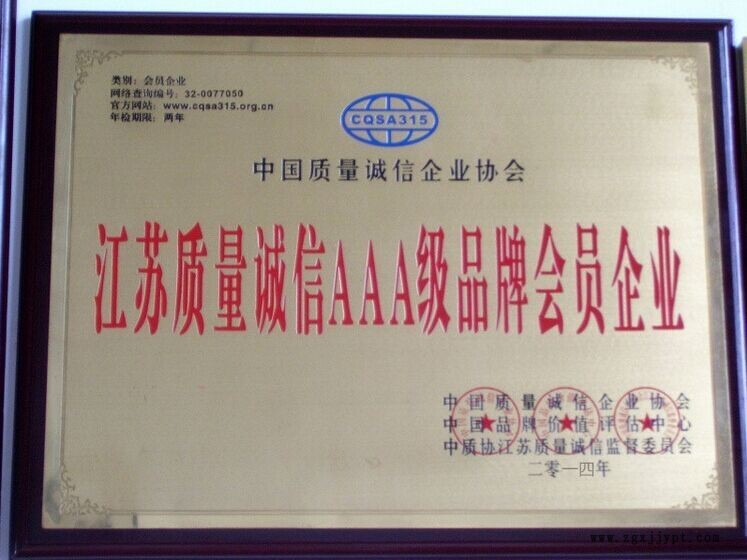 类别：会员企业
网络查询编号：32-0077050
官方网站：www.cqsa315.org.cn
年检期限：两年
CQSA315
中国质量诚信企业协会
江苏质量诚信AAA级品牌会员企业
中国质量诚信企业协会
中国品牌价值评估中心
中质协江苏质量诚信监督委员会
二零一四年
www.zgxjjypt.com